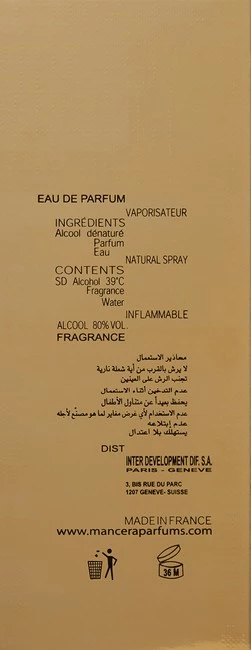 EAU DE PARFUM
VAPORISATEUR
INGRÉDIENTS
Alcool dénaturé
Parfum
Eau
NATURAL SPRAY
CONTENTS
SD Alcohol 39°C
Fragrance
Water
INFLAMMABLE
ALCOOL 80% VOL.
FRAGRANCE
محاذير الاستعمال
لا يرش بالقرب من أية شعلة نارية
تجنب الرش على العينين
عدم التدخين أثناء الاستعمال
يحفظ بعيداً عن متناول الأطفال
عدم الاستخدام لأي غرض مغاير لما هو مصنّع لأجله
عدم إبتلاعه
يستهلك بلا اعتدال
DIST
INTER DEVELOPMENT DIF. S.A.
PARIS - GENEVE
3, BIS RUE DU PARC
1207 GENEVE- SUISSE
MADE IN FRANCE
www.manceraparfums.com
36 M